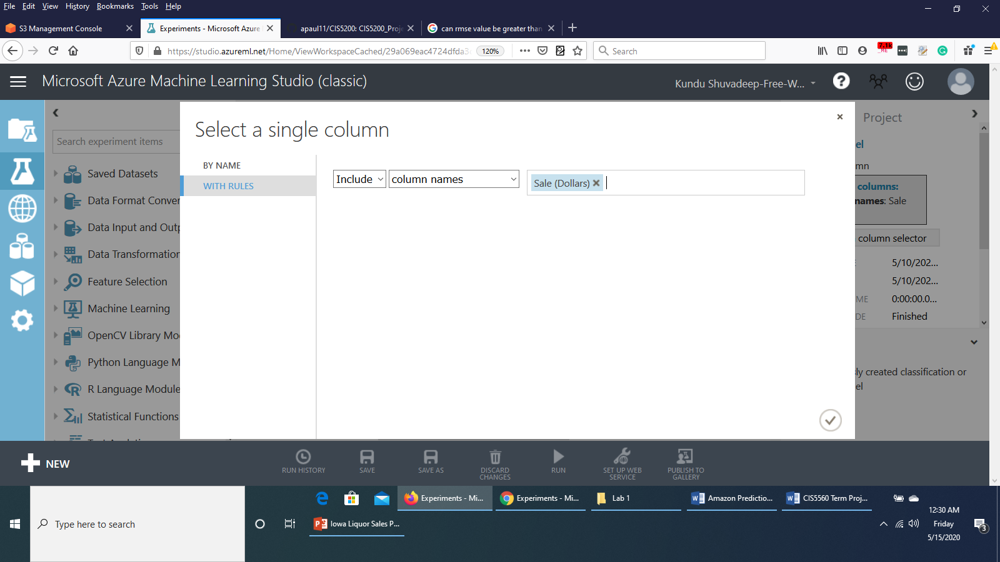 File Edit View History Bookmarks Tools Help
S3 Management Console
Experiments - Microsoft Azure
apaul11/CIS5200: CIS5200_Proje
can rmse value be greater than
https://studio.azureml.net/Home/ViewWorkspaceCached/29a069eac4724dfda3
120%
Search
7.1k
Microsoft Azure Machine Learning Studio (classic)
Kundu Shuvadeep-Free-W...
Search experiment items
Saved Datasets
Data Format Conver
Data Input and Outp
Data Transformation
Feature Selection
Machine Learning
OpenCV Library Mo
Python Language M
R Language Module
Statistical Functions
Select a single column
BY NAME
WITH RULES
Include
column names
Sale (Dollars)
Project
el
mn
columns:
names: Sale
column selector
E 5/10/202...
5/10/202...
ME 0:00:00.0...
DE Finished
ly created classification or
el
NEW
RUN HISTORY
SAVE
SAVE AS
DISCARD CHANGES
RUN
SET UP WEB SERVICE
PUBLISH TO GALLERY
Experiments - Mi...
Experiments - Mi...
Lab 1
Amazon Predictio...
CIS5560 Term Proj...
Type here to search
Iowa Liquor Sales P...
12:30 AM
Friday
5/15/2020
3